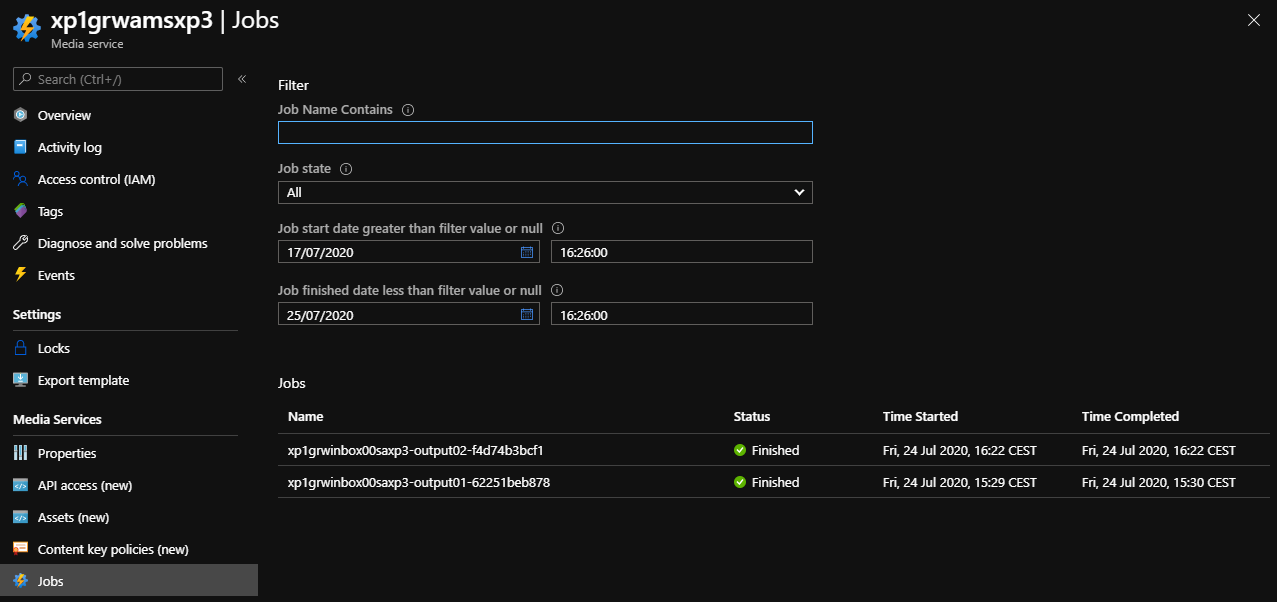 xp1grwamsxp3 | Jobs
Media service
Search (Ctrl+/)
«
Overview
Activity log
Access control (IAM)
Tags
Diagnose and solve problems
Events
Settings
Locks
Export template
Media Services
Properties
API access (new)
Assets (new)
Content key policies (new)
Jobs
Filter
Job Name Contains
Job state
All
Job start date greater than filter value or null
17/07/2020 16:26:00
Job finished date less than filter value or null
25/07/2020 16:26:00
Jobs
Name Status Time Started Time Completed
xp1grwinbox00saxp3-output02-f4d74b3bcf1 Finished Fri, 24 Jul 2020, 16:22 CEST Fri, 24 Jul 2020, 16:22 CEST
xp1grwinbox00saxp3-output01-62251beb878 Finished Fri, 24 Jul 2020, 15:29 CEST Fri, 24 Jul 2020, 15:30 CEST